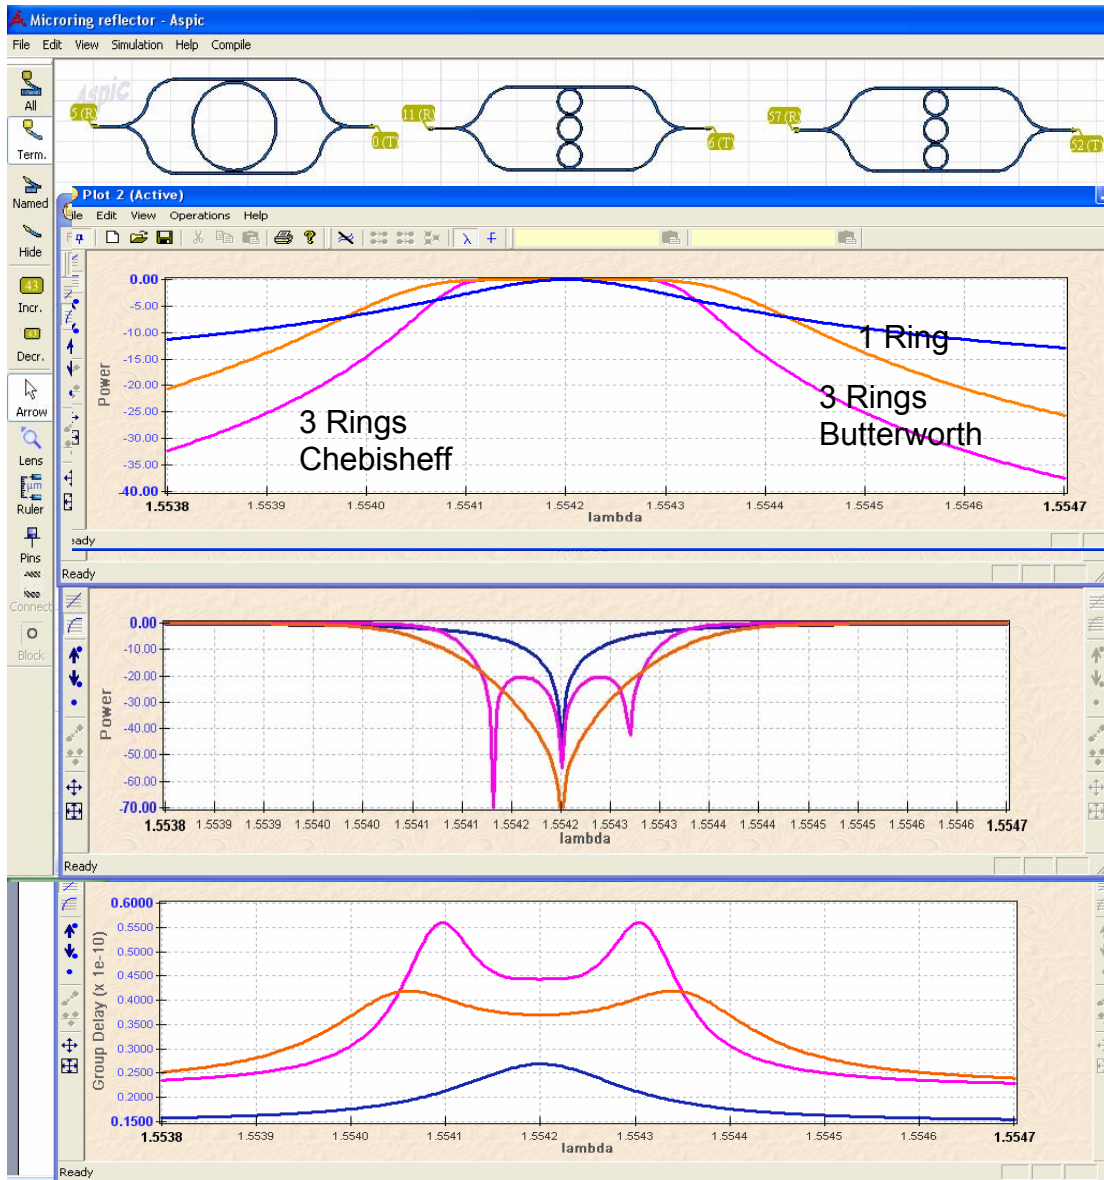 Microring reflector - Aspic
File Edit View Simulation Help Compile
All
Term.
Named
Hide
43
Incr.
43
Decr.
Arrow
Lens
µm
Ruler
Pins
Connect
Block
Aspic
5 (R)
0 (T)
11 (R)
6 (T)
57 (R)
52 (T)
Plot 2 (Active)
File Edit View Operations Help
Power
0.00
-5.00
-10.00
-15.00
-20.00
-25.00
-30.00
-35.00
-40.00
1 Ring
3 Rings
Chebisheff
3 Rings
Butterworth
1.5538 1.5539 1.5540 1.5541 1.5542 1.5543 1.5544 1.5545 1.5546 1.5547
lambda
eady
Ready
Power
0.00
-10.00
-20.00
-30.00
-40.00
-50.00
-60.00
-70.00
1.5538 1.5539 1.5539 1.5540 1.5540 1.5541 1.5541 1.5542 1.5542 1.5543 1.5543 1.5544 1.5544 1.5545 1.5545 1.5546 1.5546 1.5547
lambda
Ready
Group Delay (x 1e-10)
0.6000
0.5500
0.5000
0.4500
0.4000
0.3500
0.3000
0.2500
0.2000
0.1500
1.5538 1.5539 1.5540 1.5541 1.5542 1.5543 1.5544 1.5545 1.5546 1.5547
lambda
Ready